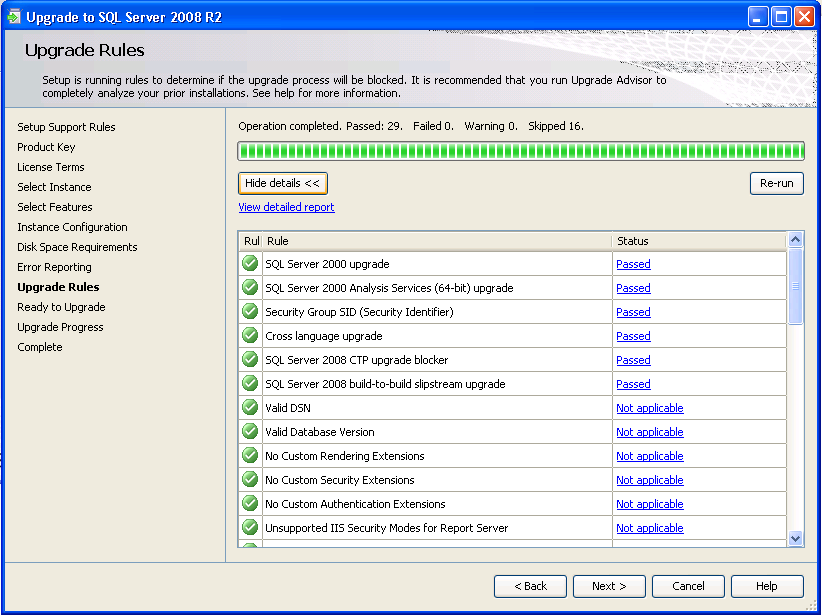 Upgrade to SQL Server 2008 R2
Upgrade Rules
Setup is running rules to determine if the upgrade process will be blocked. It is recommended that you run Upgrade Advisor to
completely analyze your prior installations. See help for more information.
Setup Support Rules
Product Key
License Terms
Select Instance
Select Features
Instance Configuration
Disk Space Requirements
Error Reporting
Upgrade Rules
Ready to Upgrade
Upgrade Progress
Complete
Operation completed. Passed: 29. Failed 0. Warning 0. Skipped 16.
Hide details <<
Re-run
View detailed report
Rul Rule Status
SQL Server 2000 upgrade Passed
SQL Server 2000 Analysis Services (64-bit) upgrade Passed
Security Group SID (Security Identifier) Passed
Cross language upgrade Passed
SQL Server 2008 CTP upgrade blocker Passed
SQL Server 2008 build-to-build slipstream upgrade Passed
Valid DSN Not applicable
Valid Database Version Not applicable
No Custom Rendering Extensions Not applicable
No Custom Security Extensions Not applicable
No Custom Authentication Extensions Not applicable
Unsupported IIS Security Modes for Report Server Not applicable
< Back Next > Cancel Help